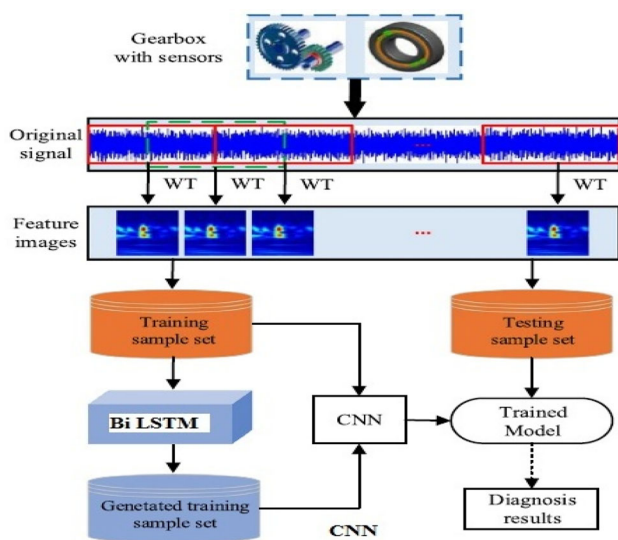 Gearbox
with sensors
Original
signal
...
WT
WT
WT
WT
Feature
images
...
Training
sample set
Testing
sample set
Bi LSTM
CNN
Trained
Model
Genetated training
sample set
CNN
Diagnosis
results